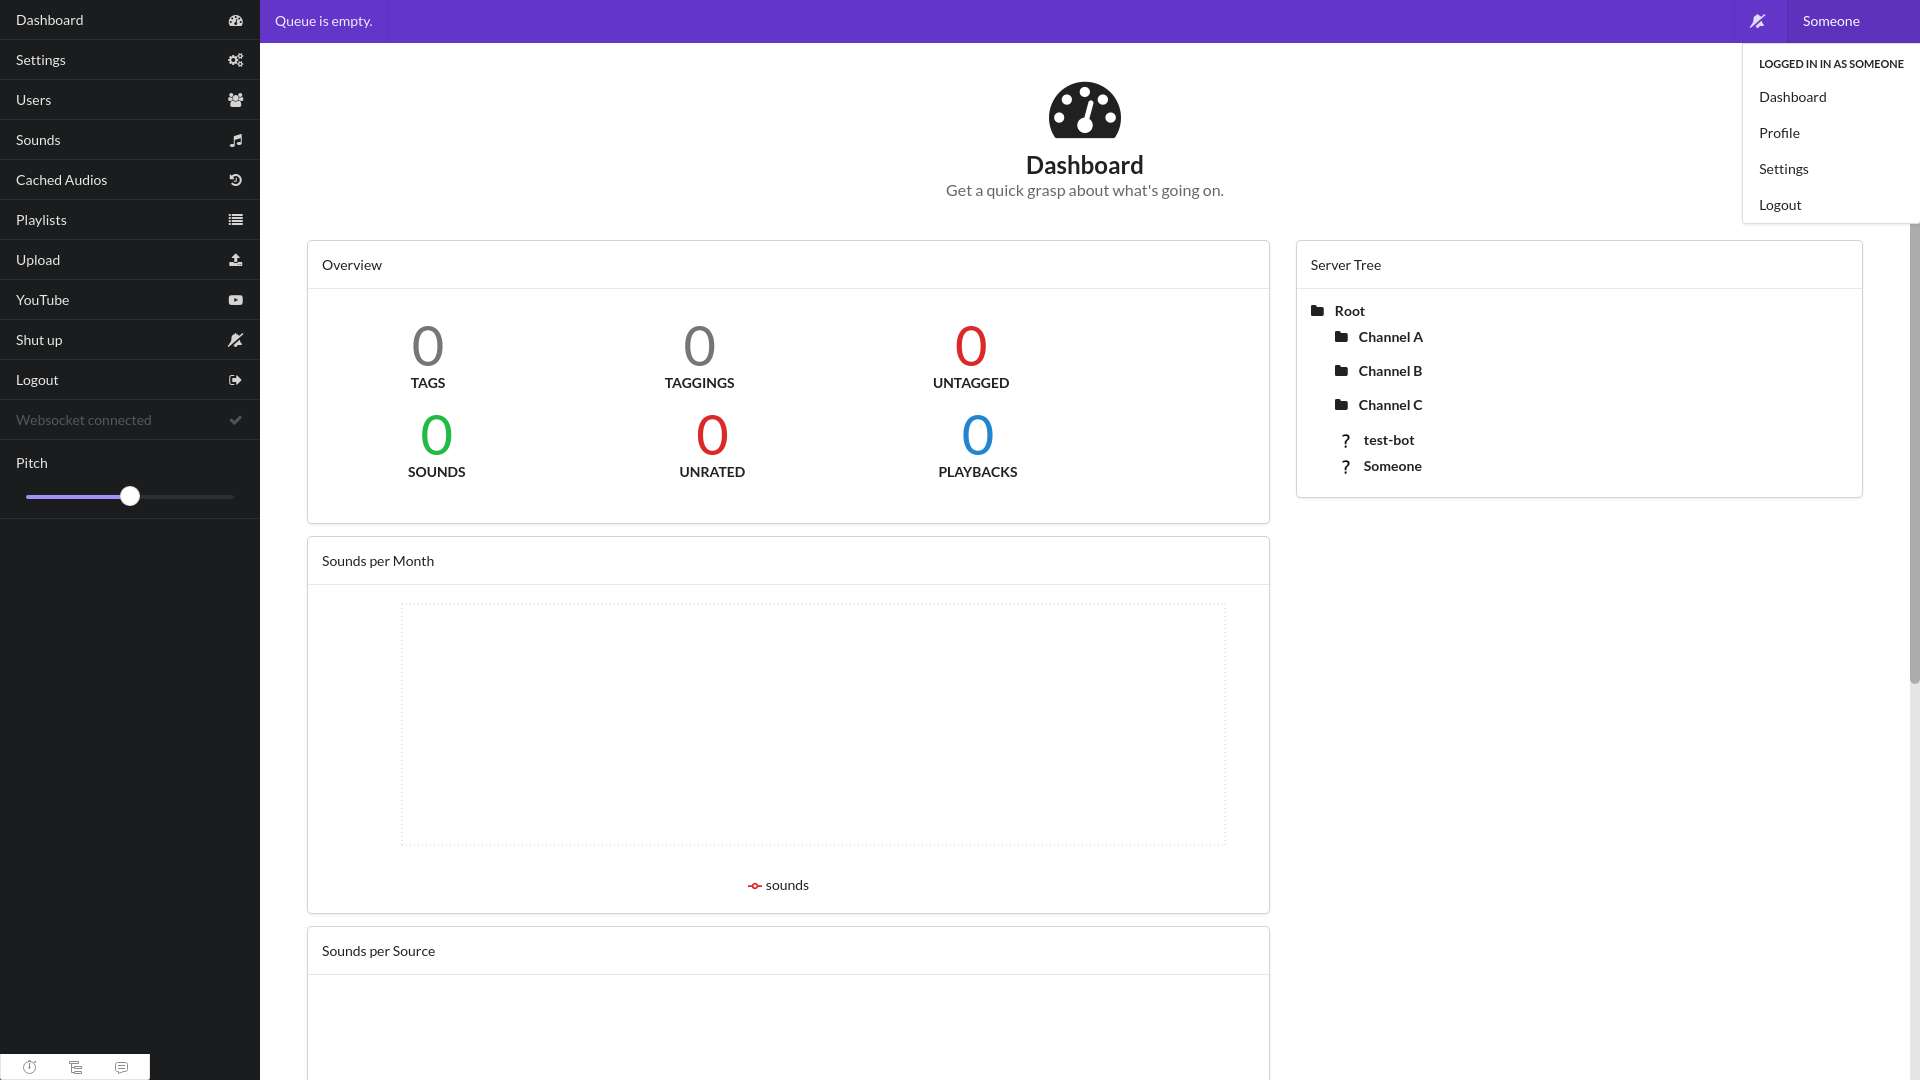 Dashboard
Settings
Users
Sounds
Cached Audios
Playlists
Upload
YouTube
Shut up
Logout
Websocket connected
Pitch
Queue is empty.
Someone
LOGGED IN IN AS SOMEONE
Dashboard
Profile
Settings
Logout
Dashboard
Get a quick grasp about what's going on.
Overview
0
TAGS
0
TAGGINGS
0
UNTAGGED
0
SOUNDS
0
UNRATED
0
PLAYBACKS
Server Tree
Root
Channel A
Channel B
Channel C
? test-bot
? Someone
Sounds per Month
sounds
Sounds per Source